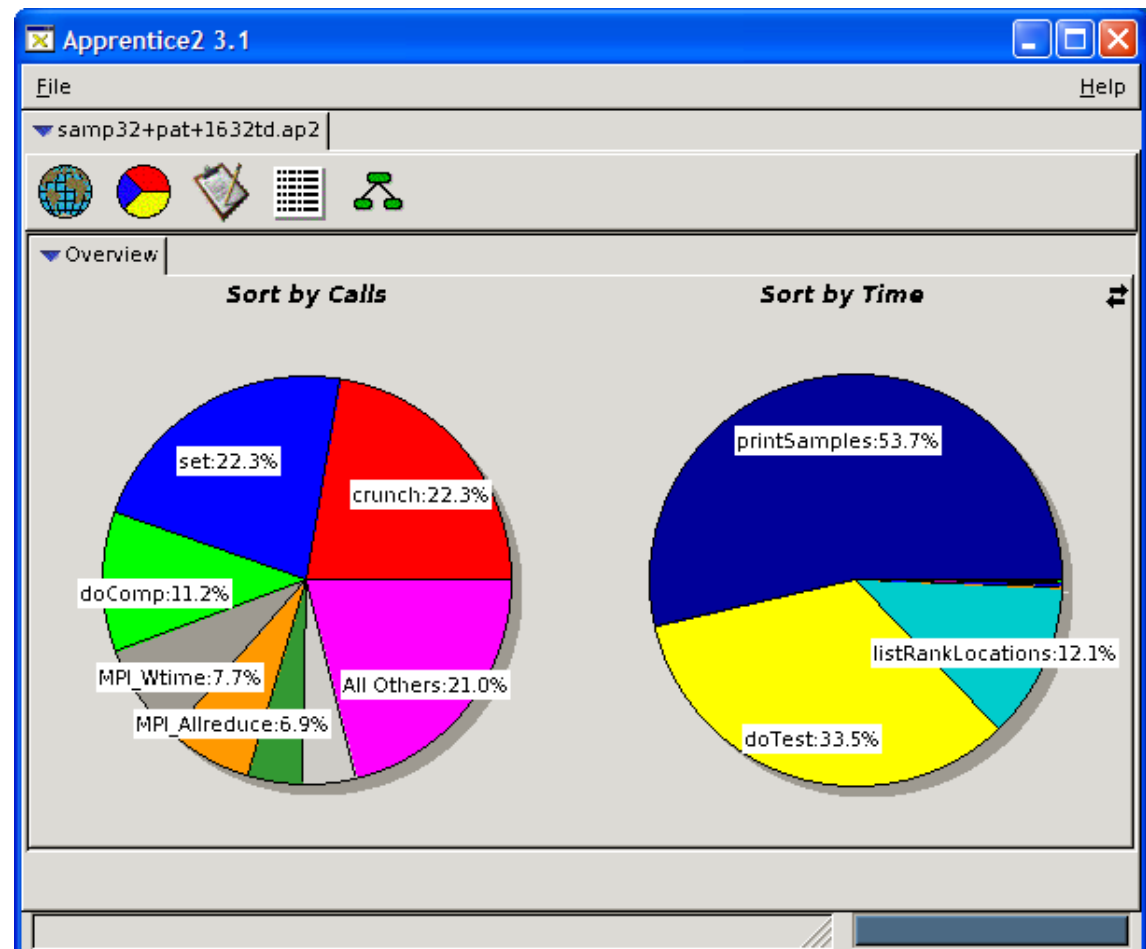 Apprentice2 3.1
File Help
samp32+pat+1632td.ap2
Overview
Sort by Calls
Sort by Time
set:22.3%
crunch:22.3%
doComp:11.2%
MPI_Wtime:7.7%
All Others:21.0%
MPI_Allreduce:6.9%
printSamples:53.7%
listRankLocations:12.1%
doTest:33.5%